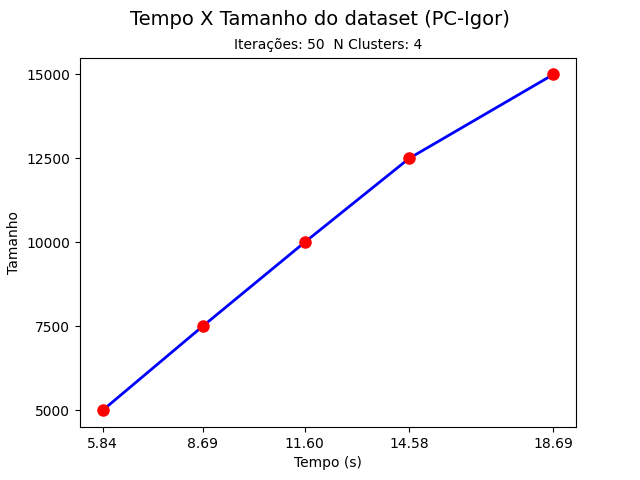 Tempo X Tamanho do dataset (PC-Igor)
Iterações: 50  N Clusters: 4
15000
12500
10000
7500
5000
Tamanho
5.84 8.69 11.60 14.58 18.69
Tempo (s)